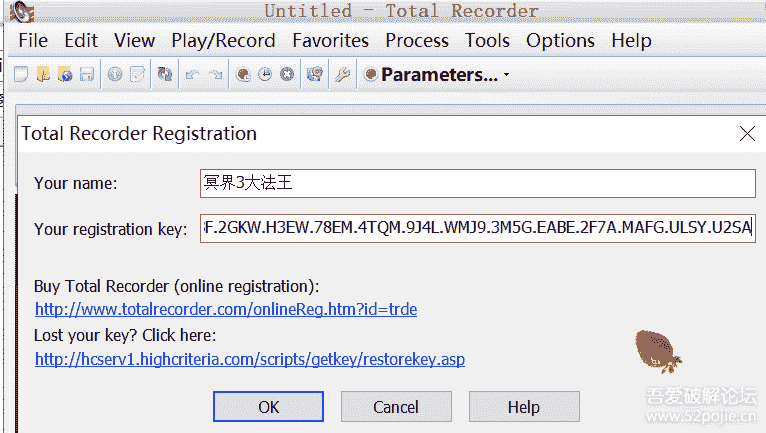 Untitled - Total Recorder
File Edit View Play/Record Favorites Process Tools Options Help
Parameters...
Total Recorder Registration
Your name: 冥界3大法王
Your registration key: F.2GKW.H3EW.78EM.4TQM.9J4L.WMJ9.3M5G.EABE.2F7A.MAFG.ULSY.U2SA
Buy Total Recorder (online registration):
http://www.totalrecorder.com/onlineReg.htm?id=trde
Lost your key? Click here:
http://hcserv1.highcriteria.com/scripts/getkey/restorekey.asp
OK Cancel Help
吾爱破解论坛
www.52pojie.cn